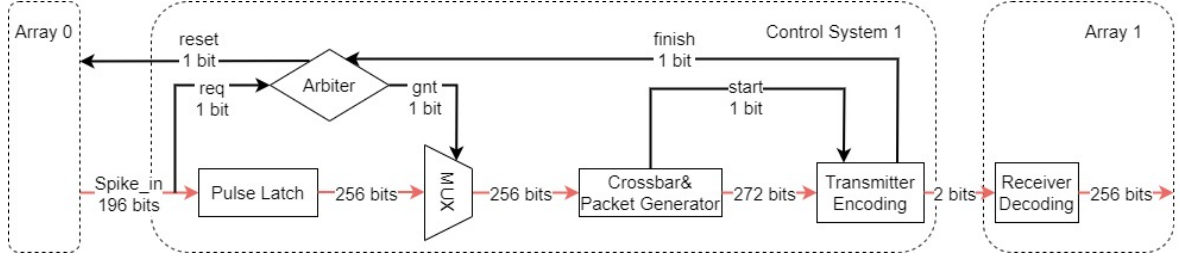 Array 0
Control System 1
Array 1
reset
1 bit
finish
1 bit
req
1 bit
Arbiter
gnt
1 bit
start
1 bit
Spike_in
196 bits
Pulse Latch
256 bits
MUX
256 bits
Crossbar&
Packet Generator
272 bits
Transmitter
Encoding
2 bits
Receiver
Decoding
256 bits